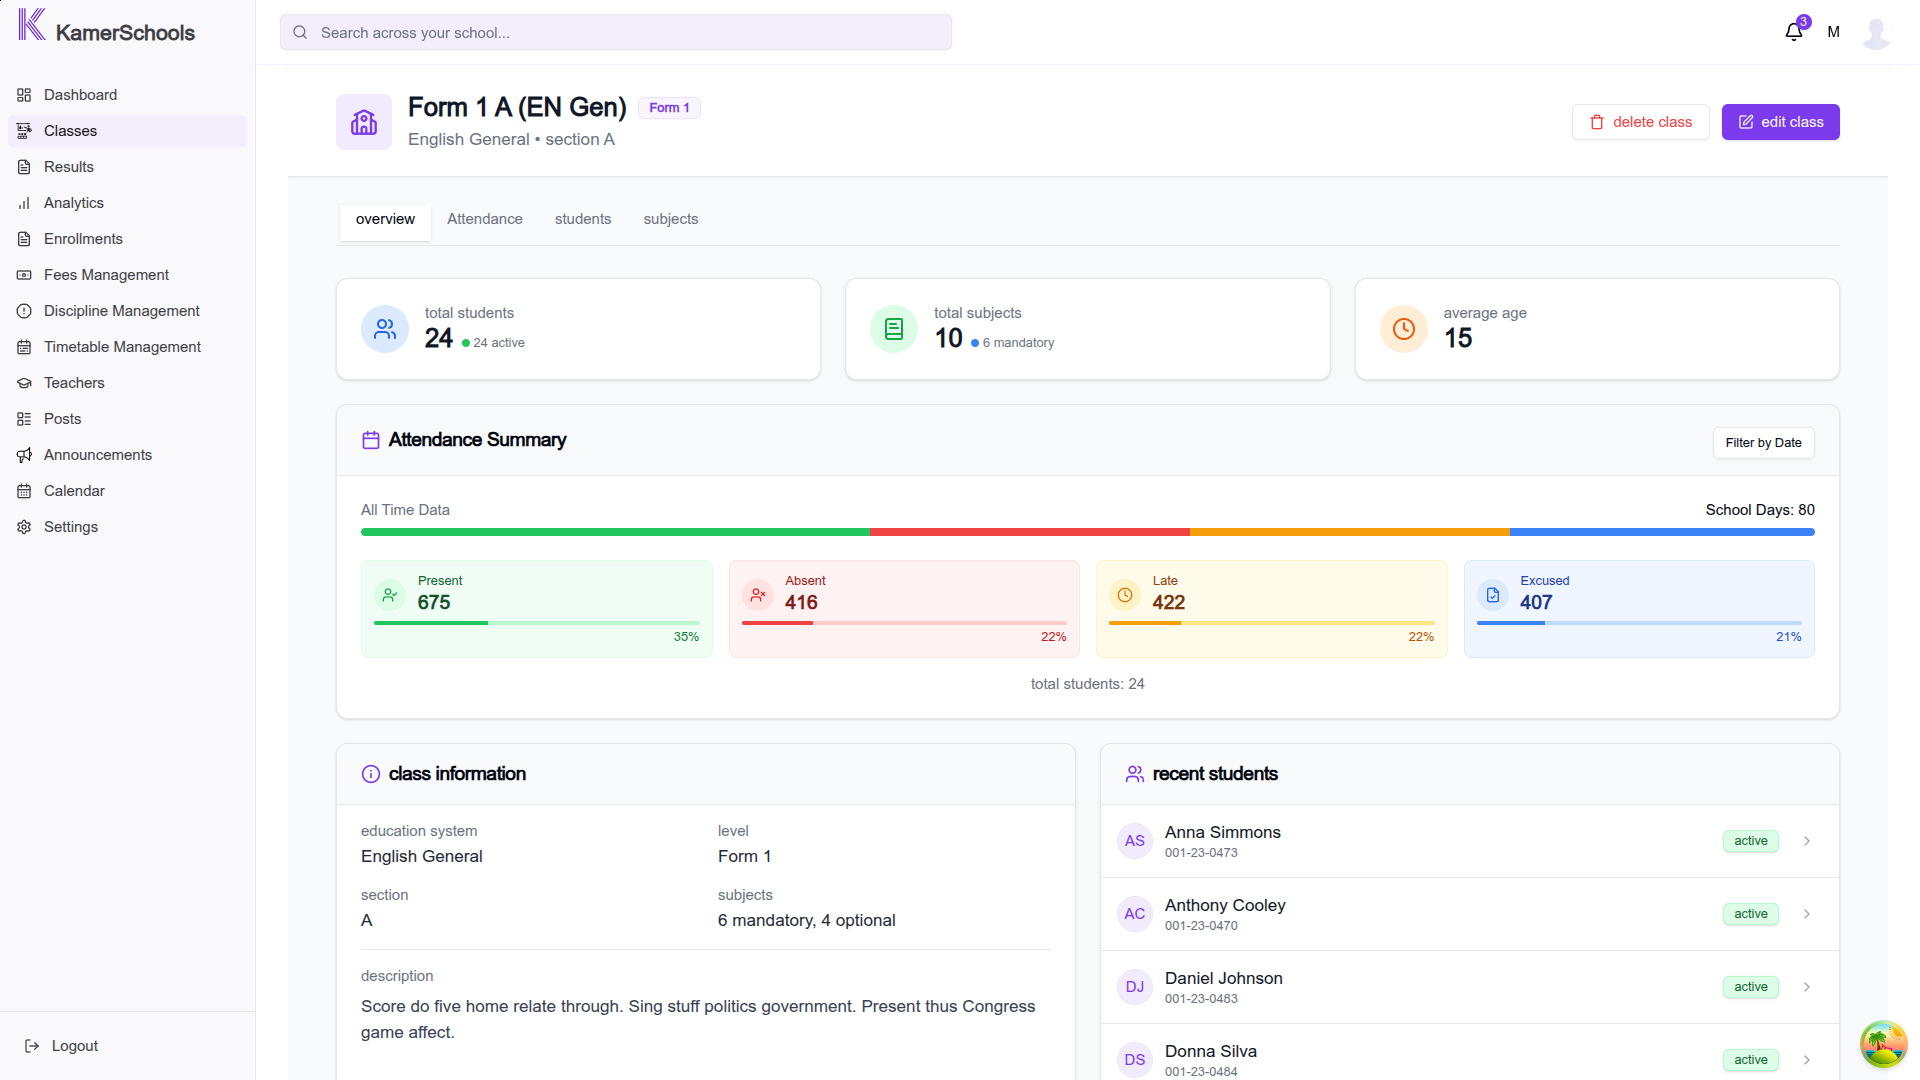 KamerSchools
Search across your school...
3
M
Dashboard
Classes
Results
Analytics
Enrollments
Fees Management
Discipline Management
Timetable Management
Teachers
Posts
Announcements
Calendar
Settings
Logout
Form 1 A (EN Gen)
Form 1
English General • section A
delete class
edit class
overview
Attendance
students
subjects
total students
24
24 active
total subjects
10
6 mandatory
average age
15
Attendance Summary
Filter by Date
All Time Data
School Days: 80
Present
675
35%
Absent
416
22%
Late
422
22%
Excused
407
21%
total students: 24
class information
education system
English General
level
Form 1
section
A
subjects
6 mandatory, 4 optional
description
Score do five home relate through. Sing stuff politics government. Present thus Congress
game affect.
recent students
AS
Anna Simmons
001-23-0473
active
AC
Anthony Cooley
001-23-0470
active
DJ
Daniel Johnson
001-23-0483
active
DS
Donna Silva
001-23-0484
active